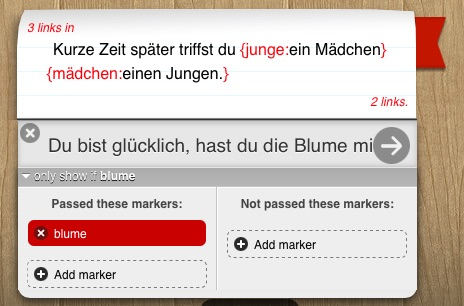 3 links in
Kurze Zeit später triffst du {junge:ein Mädchen}
{mädchen:einen Jungen.}
2 links.
Du bist glücklich, hast du die Blume mi
only show if blume
Passed these markers:
Not passed these markers:
blume
Add marker
Add marker